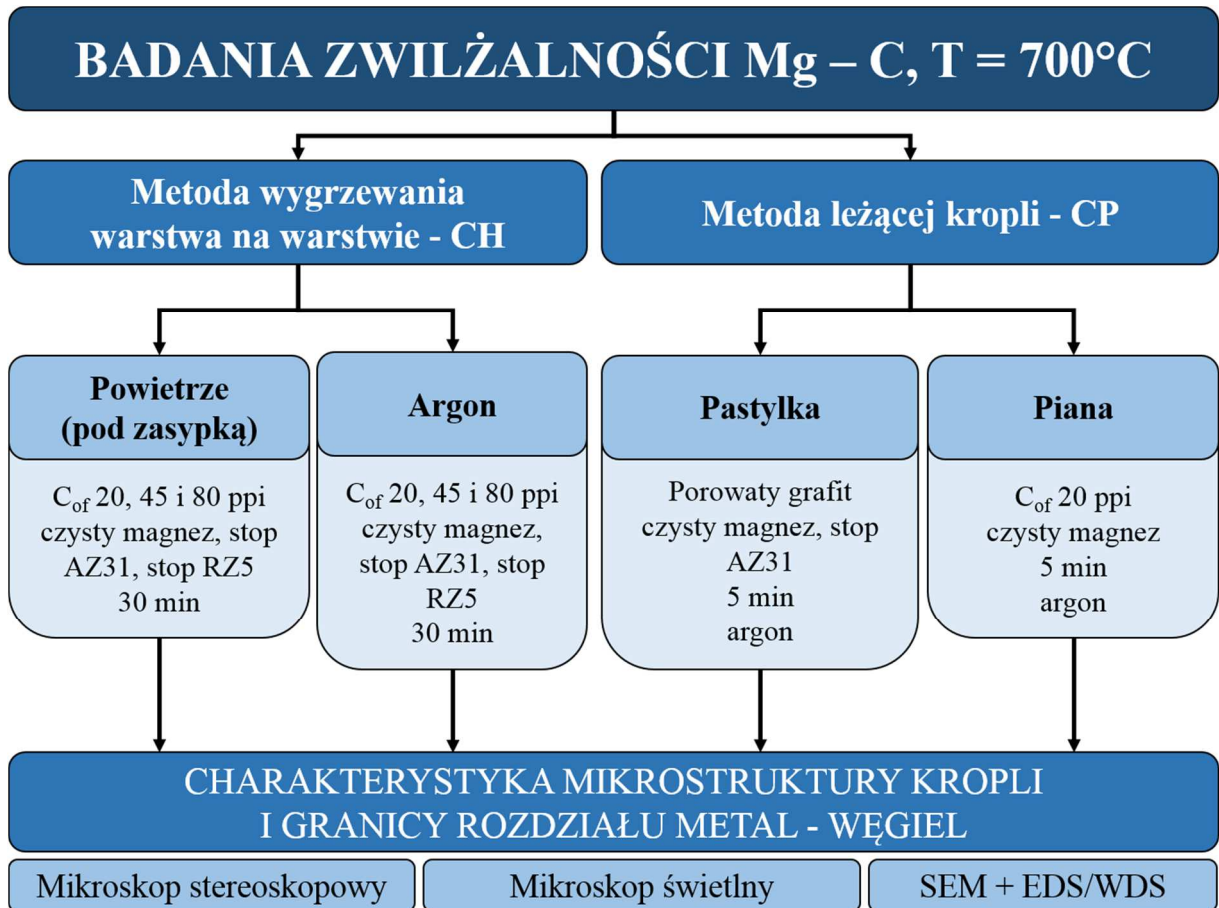 BADANIA ZWILŻALNOŚCI Mg – C, T = 700°C
Metoda wygrzewania
warstwa na warstwie - CH
Metoda leżącej kropli - CP
Powietrze
(pod zasypką)
C_of 20, 45 i 80 ppi
czysty magnez, stop
AZ31, stop RZ5
30 min
Argon
C_of 20, 45 i 80 ppi
czysty magnez,
stop AZ31, stop
RZ5
30 min
Pastylka
Porowaty grafit
czysty magnez, stop
AZ31
5 min
argon
Piana
C_of 20 ppi
czysty magnez
5 min
argon
CHARAKTERYSTYKA MIKROSTRUKTURY KROPLI
I GRANICY ROZDZIAŁU METAL - WĘGIEL
Mikroskop stereoskopowy
Mikroskop świetlny
SEM + EDS/WDS